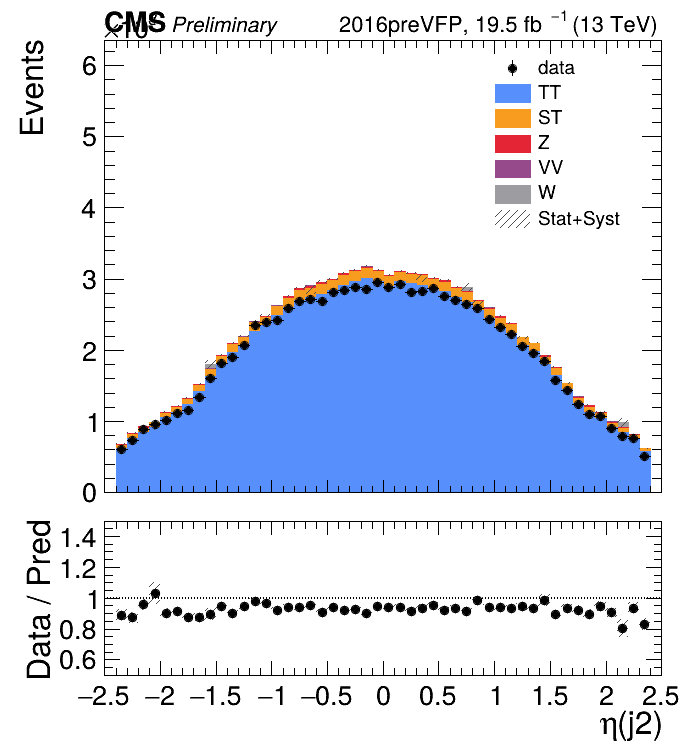 CMS Preliminary 2016preVFP, 19.5 fb⁻¹ (13 TeV)
Events
6
5
4
3
2
1
0
data
TT
ST
Z
VV
W
Stat+Syst
Data / Pred
1.4
1.2
1
0.8
0.6
−2.5 −2 −1.5 −1 −0.5 0 0.5 1 1.5 2 2.5
η(j2)